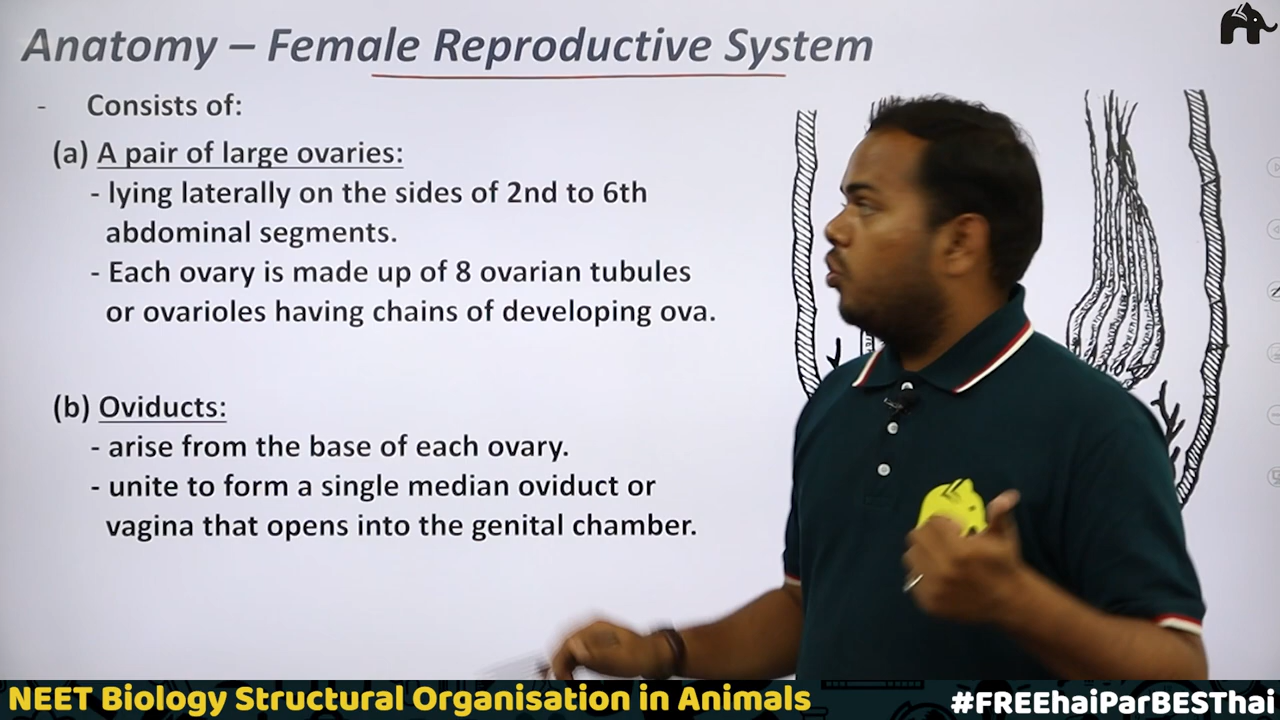 Anatomy – Female Reproductive System
- Consists of:
(a) A pair of large ovaries:
- lying laterally on the sides of 2nd to 6th
abdominal segments.
- Each ovary is made up of 8 ovarian tubules
or ovarioles having chains of developing ova.
(b) Oviducts:
- arise from the base of each ovary.
- unite to form a single median oviduct or
vagina that opens into the genital chamber.
NEET Biology Structural Organisation in Animals
#FREEhaiParBESThai